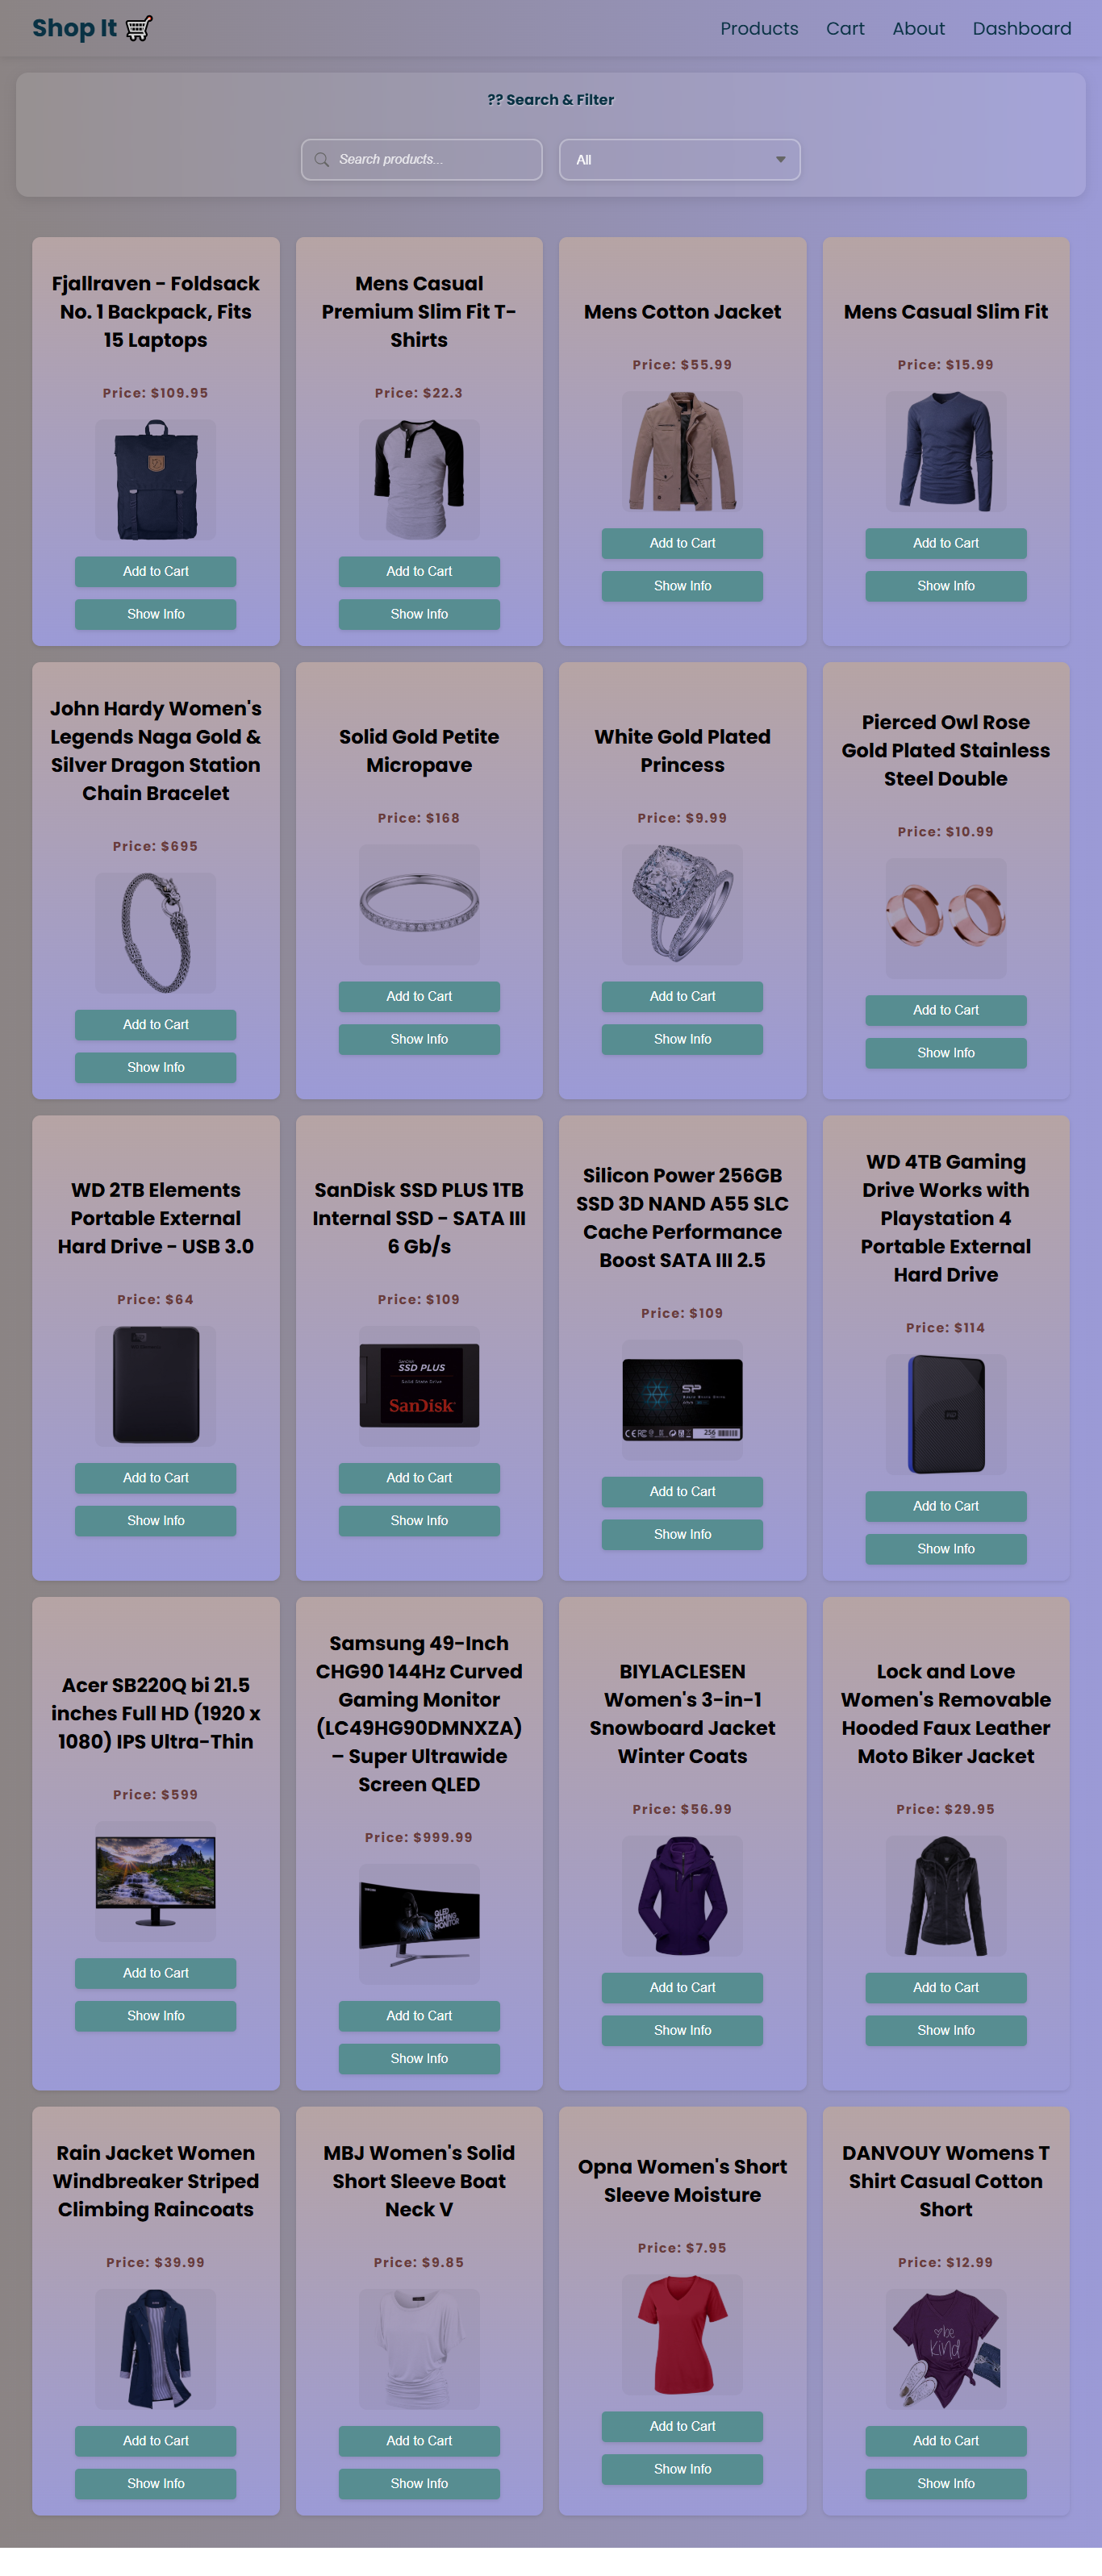 Shop It
Products Cart About Dashboard
?? Search & Filter
Search products...
All
Fjallraven - Foldsack
No. 1 Backpack, Fits
15 Laptops
Price: $109.95
Add to Cart
Show Info
Mens Casual
Premium Slim Fit T-
Shirts
Price: $22.3
Add to Cart
Show Info
Mens Cotton Jacket
Price: $55.99
Add to Cart
Show Info
Mens Casual Slim Fit
Price: $15.99
Add to Cart
Show Info
John Hardy Women's
Legends Naga Gold &
Silver Dragon Station
Chain Bracelet
Price: $695
Add to Cart
Show Info
Solid Gold Petite
Micropave
Price: $168
Add to Cart
Show Info
White Gold Plated
Princess
Price: $9.99
Add to Cart
Show Info
Pierced Owl Rose
Gold Plated Stainless
Steel Double
Price: $10.99
Add to Cart
Show Info
WD 2TB Elements
Portable External
Hard Drive - USB 3.0
Price: $64
Add to Cart
Show Info
SanDisk SSD PLUS 1TB
Internal SSD - SATA III
6 Gb/s
Price: $109
SSD PLUS
Solid State Drive
SanDisk
Add to Cart
Show Info
Silicon Power 256GB
SSD 3D NAND A55 SLC
Cache Performance
Boost SATA III 2.5
Price: $109
SP
256
Add to Cart
Show Info
WD 4TB Gaming
Drive Works with
Playstation 4
Portable External
Hard Drive
Price: $114
Add to Cart
Show Info
Acer SB220Q bi 21.5
inches Full HD (1920 x
1080) IPS Ultra-Thin
Price: $599
Add to Cart
Show Info
Samsung 49-Inch
CHG90 144Hz Curved
Gaming Monitor
(LC49HG90DMNXZA)
– Super Ultrawide
Screen QLED
Price: $999.99
QLED
GAMING
MONITOR
Add to Cart
Show Info
BIYLACLESEN
Women's 3-in-1
Snowboard Jacket
Winter Coats
Price: $56.99
Add to Cart
Show Info
Lock and Love
Women's Removable
Hooded Faux Leather
Moto Biker Jacket
Price: $29.95
Add to Cart
Show Info
Rain Jacket Women
Windbreaker Striped
Climbing Raincoats
Price: $39.99
Add to Cart
Show Info
MBJ Women's Solid
Short Sleeve Boat
Neck V
Price: $9.85
Add to Cart
Show Info
Opna Women's Short
Sleeve Moisture
Price: $7.95
Add to Cart
Show Info
DANVOUY Womens T
Shirt Casual Cotton
Short
Price: $12.99
be
kind
Add to Cart
Show Info